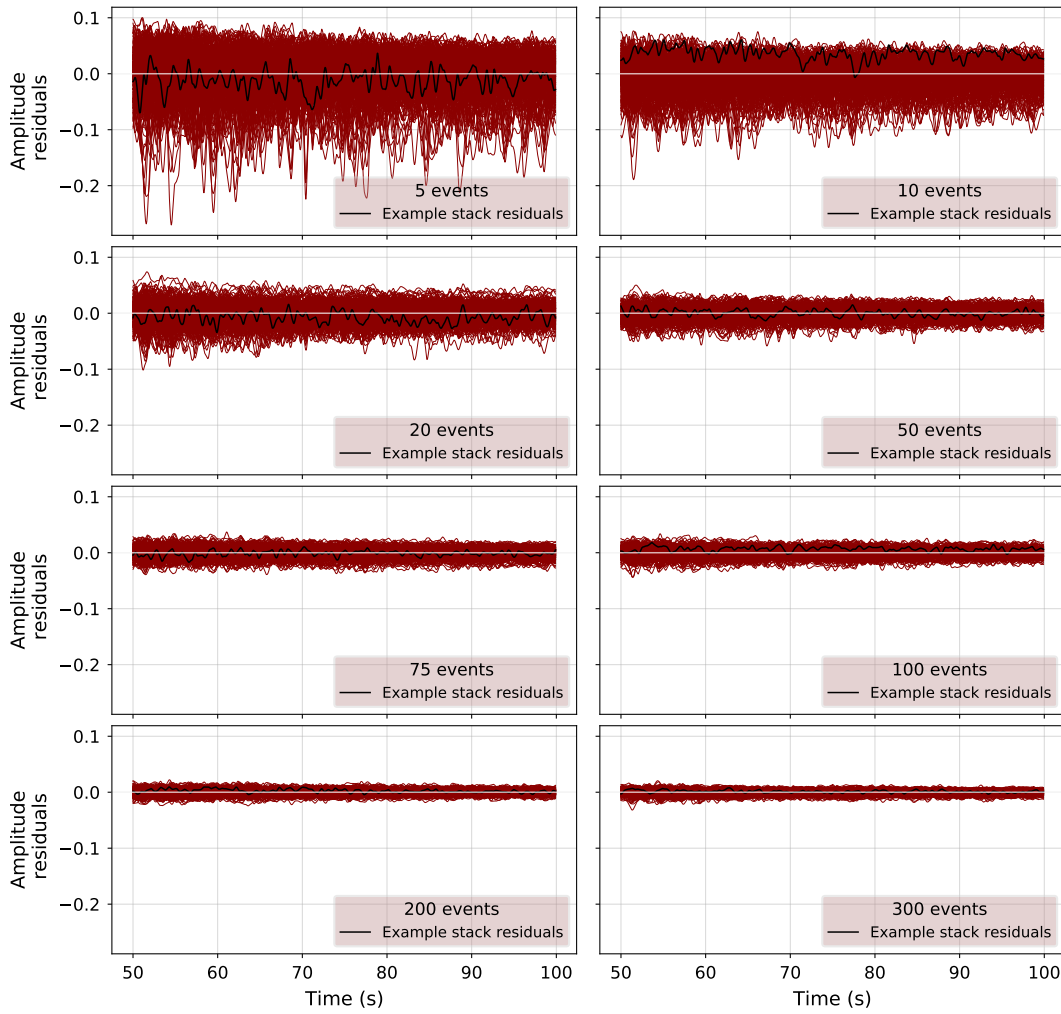 0.1
0.0
−0.1
−0.2
Amplitude
residuals
5 events
Example stack residuals
10 events
Example stack residuals
0.1
0.0
−0.1
−0.2
Amplitude
residuals
20 events
Example stack residuals
50 events
Example stack residuals
0.1
0.0
−0.1
−0.2
Amplitude
residuals
75 events
Example stack residuals
100 events
Example stack residuals
0.1
0.0
−0.1
−0.2
Amplitude
residuals
200 events
Example stack residuals
300 events
Example stack residuals
50 60 70 80 90 100
50 60 70 80 90 100
Time (s)
Time (s)